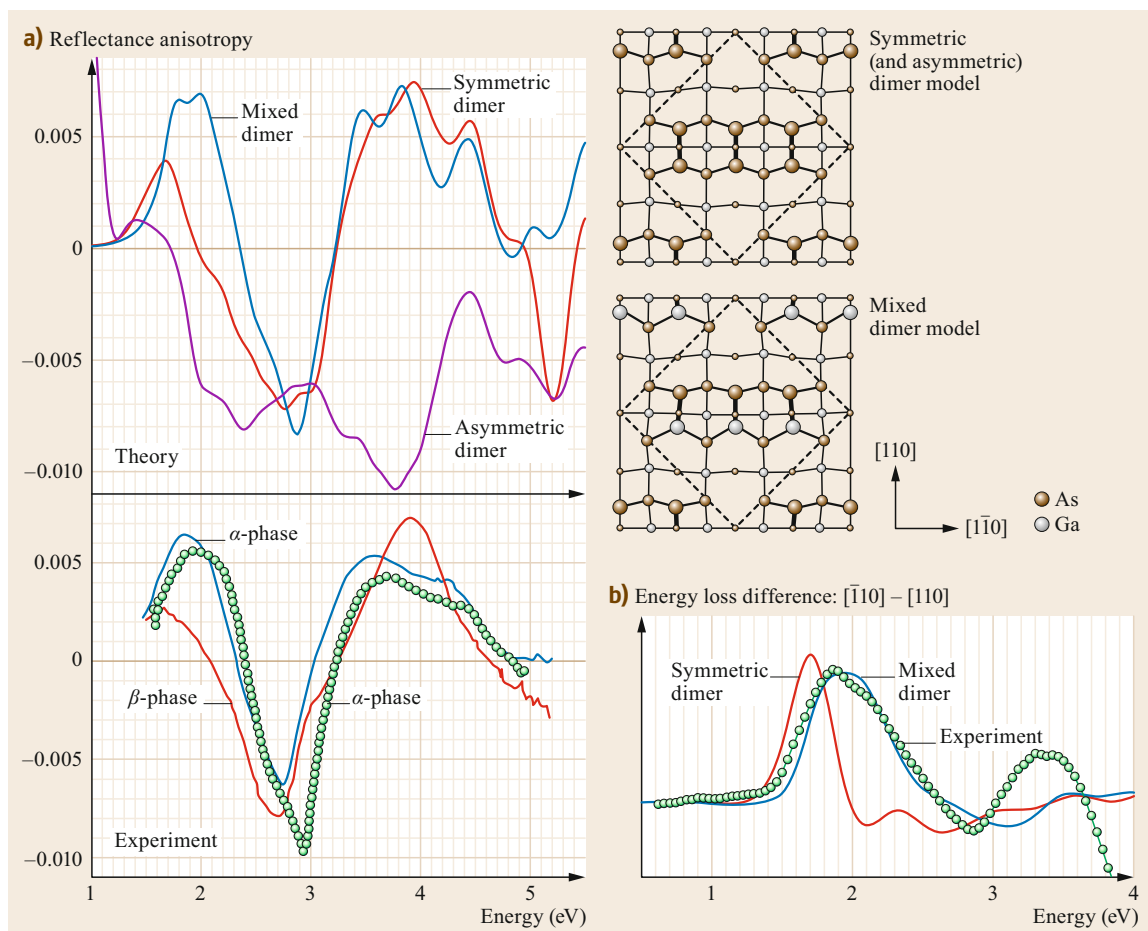 a) Reflectance anisotropy
0.005
0
−0.005
−0.010
Mixed
dimer
Symmetric
dimer
Asymmetric
dimer
Theory
0.005
0
−0.005
−0.010
α-phase
β-phase
α-phase
Experiment
1 2 3 4 5
Energy (eV)
Symmetric
(and asymmetric)
dimer model
Mixed
dimer model
[110]
[11̄0]
As
Ga
b) Energy loss difference: [1̄10] – [110]
Symmetric
dimer
Mixed
dimer
Experiment
1 2 3 4
Energy (eV)